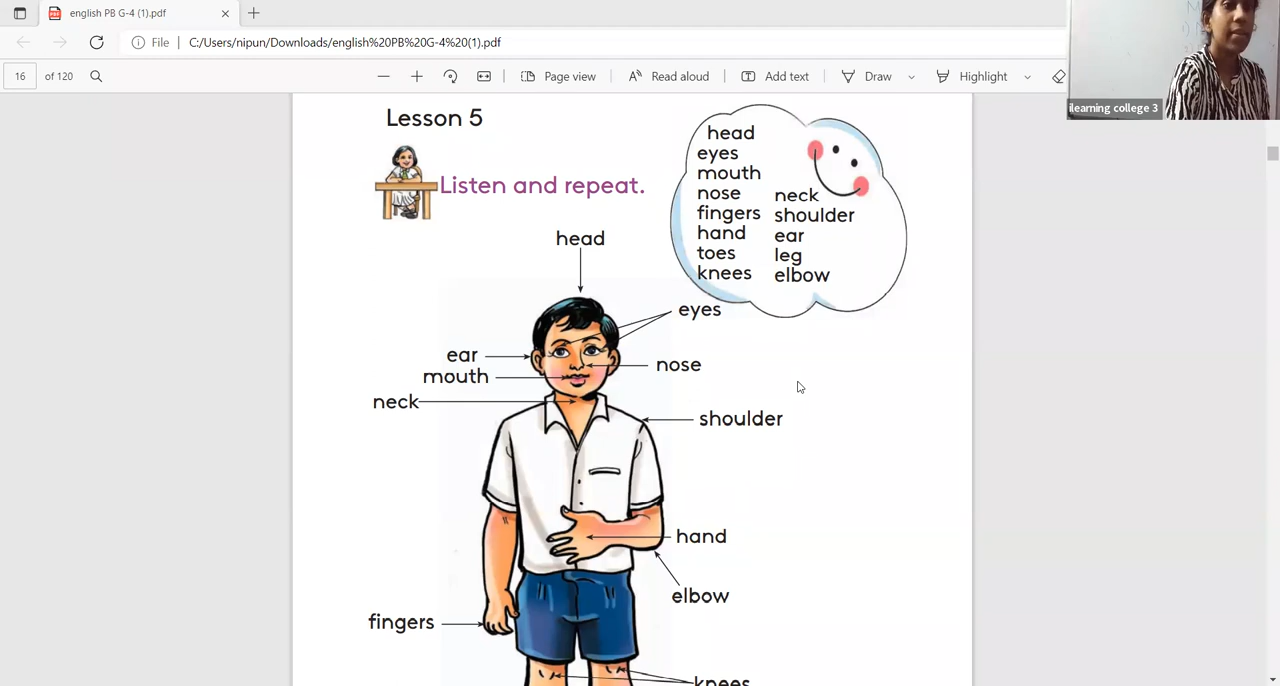 english PB G-4 (1).pdf
File
C:/Users/nipun/Downloads/english%20PB%20G-4%20(1).pdf
16 of 120
Page view
Read aloud
Add text
Draw
Highlight
ilearning college 3
Lesson 5
Listen and repeat.
head
eyes
mouth
nose
fingers
hand
toes
knees
neck
shoulder
ear
leg
elbow
head
eyes
ear
nose
mouth
neck
shoulder
hand
elbow
fingers
knees